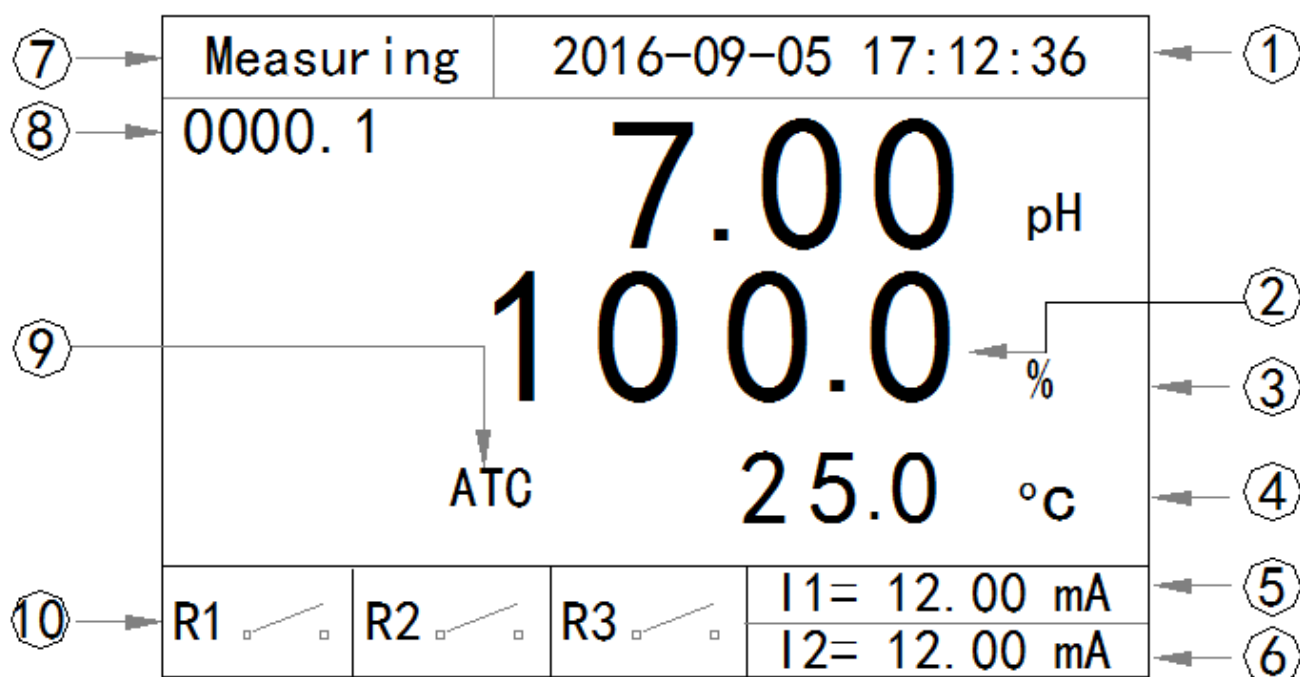 ⑦ Measuring 2016-09-05 17:12:36 ①
⑧ 0000.1 7.00 pH
100.0 % ②
⑨ ③
ATC 25.0 °C ④
⑩ R1 R2 R3 I1= 12.00 mA ⑤
I2= 12.00 mA ⑥